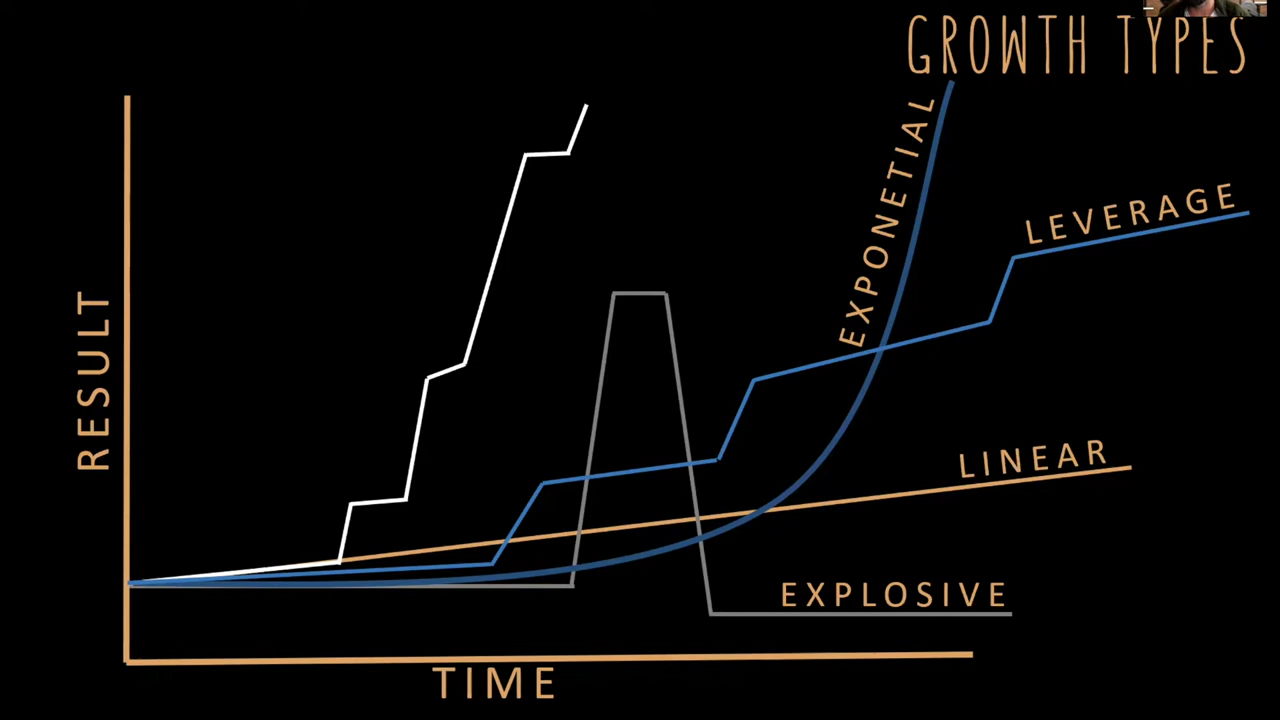 GROWTH TYPES
EXPONETIAL
LEVERAGE
RESULT
LINEAR
EXPLOSIVE
TIME